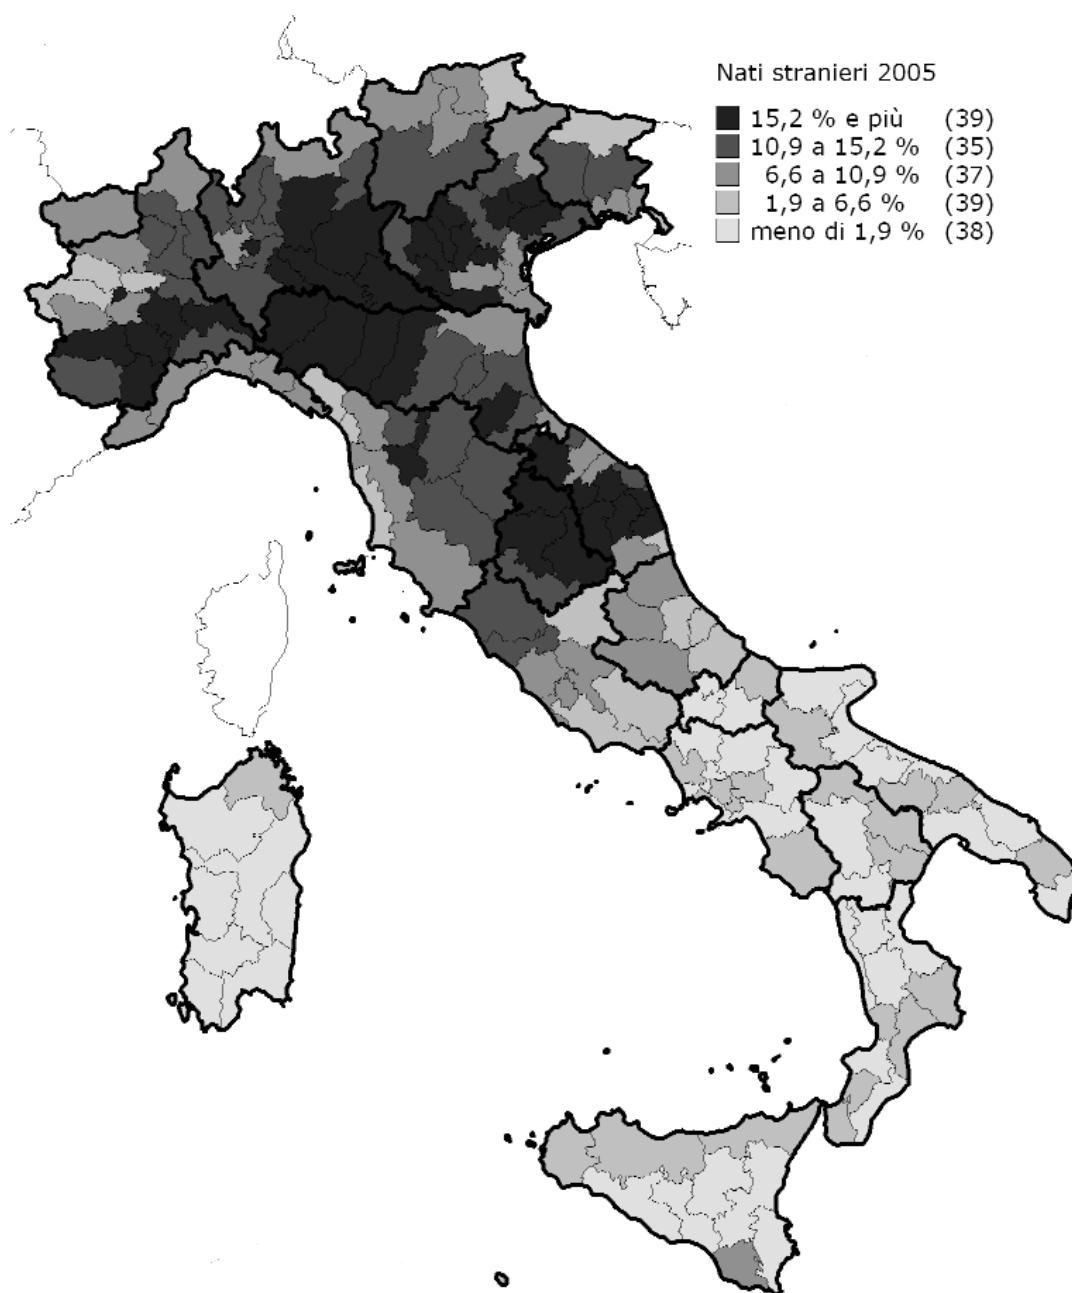 Nati stranieri 2005
15,2 % e più (39)
10,9 a 15,2 % (35)
6,6 a 10,9 % (37)
1,9 a 6,6 % (39)
meno di 1,9 % (38)